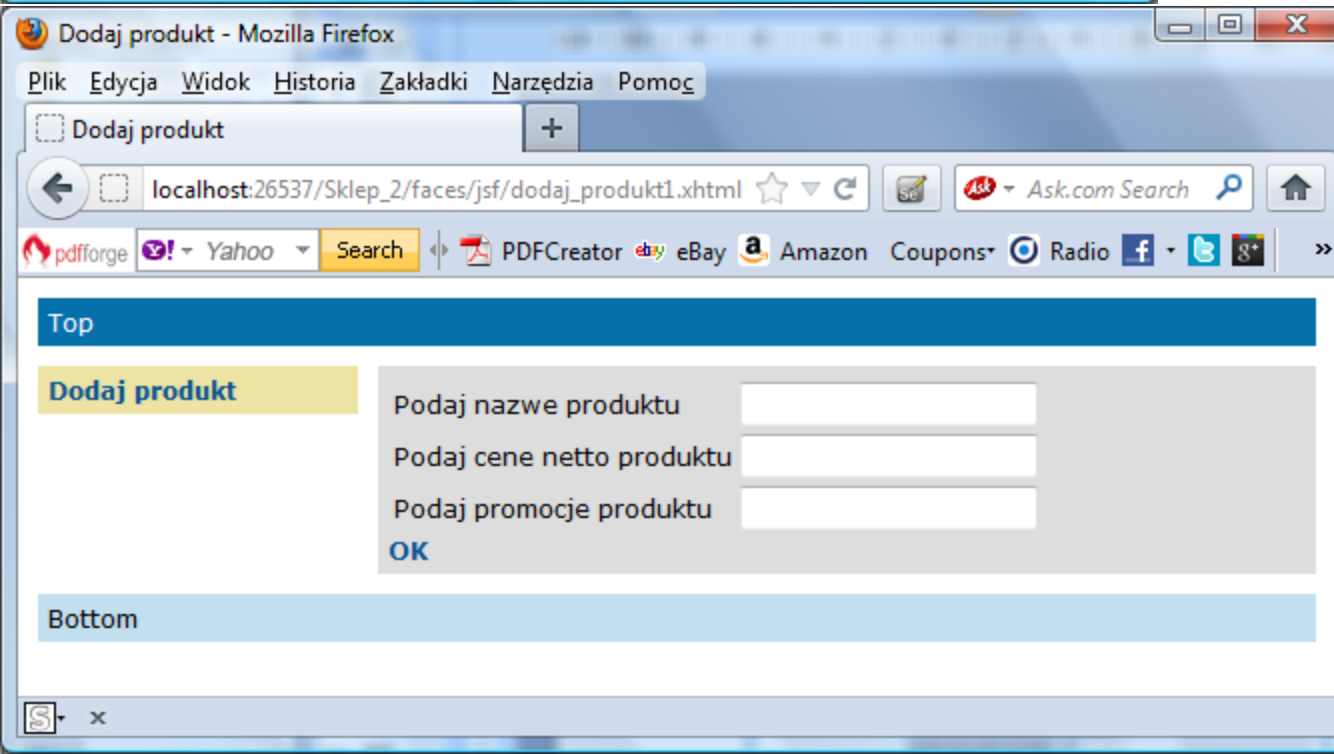 Dodaj produkt - Mozilla Firefox
Plik Edycja Widok Historia Zakładki Narzędzia Pomoc
Dodaj produkt
localhost:26537/Sklep_2/faces/jsf/dodaj_produkt1.xhtml Ask Ask.com Search
pdfforge Y! Yahoo Search PDFCreator ebay eBay a Amazon Coupons Radio f g+ »
Top
Dodaj produkt
Podaj nazwe produktu
Podaj cene netto produktu
Podaj promocje produktu
OK
Bottom
S x